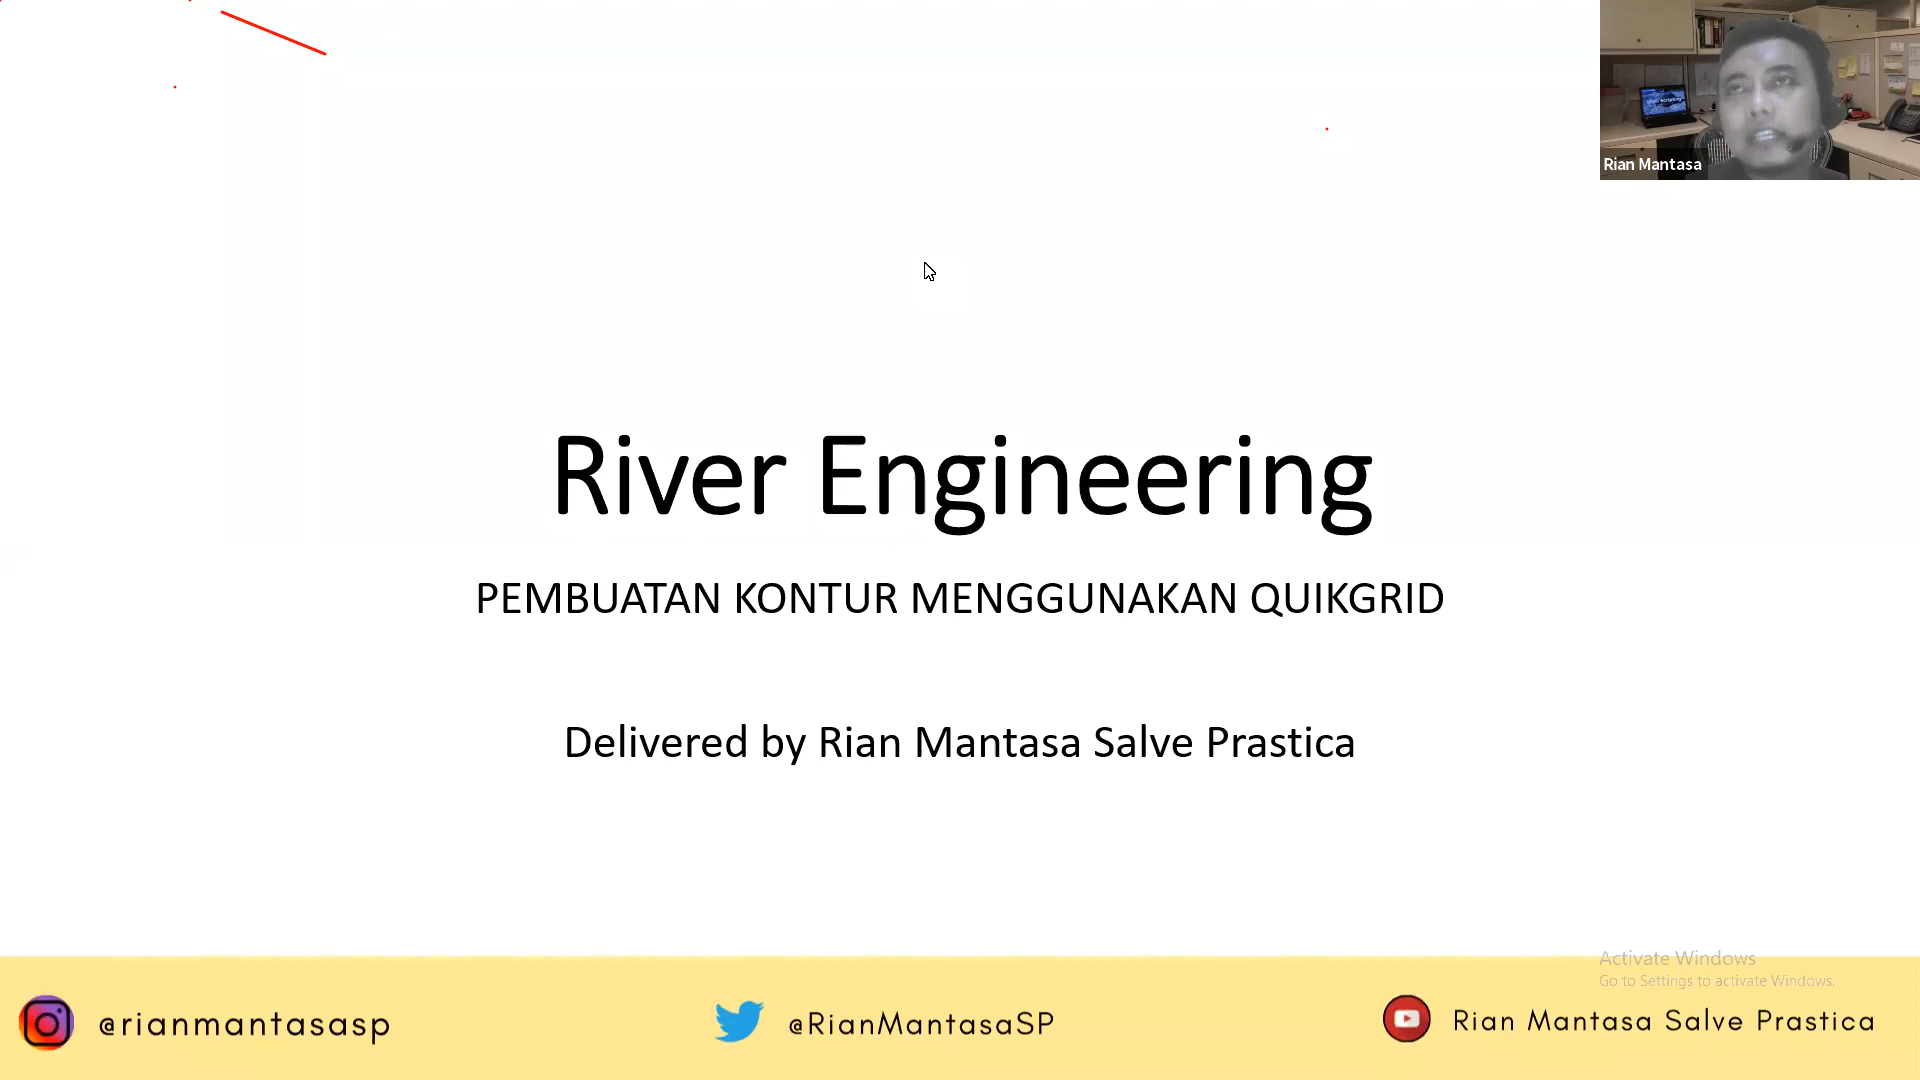 Rian Mantasa
River Engineering
PEMBUATAN KONTUR MENGGUNAKAN QUIKGRID
Delivered by Rian Mantasa Salve Prastica
Activate Windows
Go to Settings to activate Windows.
@rianmantasasp
@RianMantasaSP
Rian Mantasa Salve Prastica